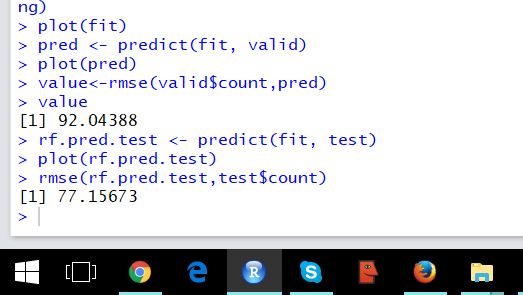 ng)
> plot(fit)
> pred <- predict(fit, valid)
> plot(pred)
> value<-rmse(valid$count,pred)
> value
[1] 92.04388
> rf.pred.test <- predict(fit, test)
> plot(rf.pred.test)
> rmse(rf.pred.test,test$count)
[1] 77.15673
>
R
S